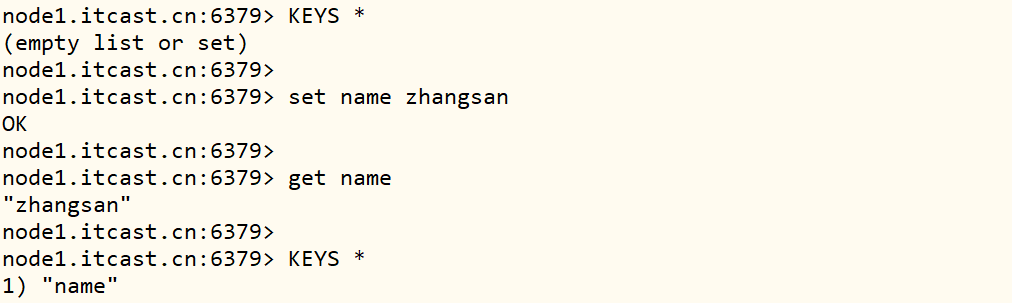 node1.itcast.cn:6379> KEYS *
(empty list or set)
node1.itcast.cn:6379>
node1.itcast.cn:6379> set name zhangsan
OK
node1.itcast.cn:6379>
node1.itcast.cn:6379> get name
"zhangsan"
node1.itcast.cn:6379>
node1.itcast.cn:6379> KEYS *
1) "name"